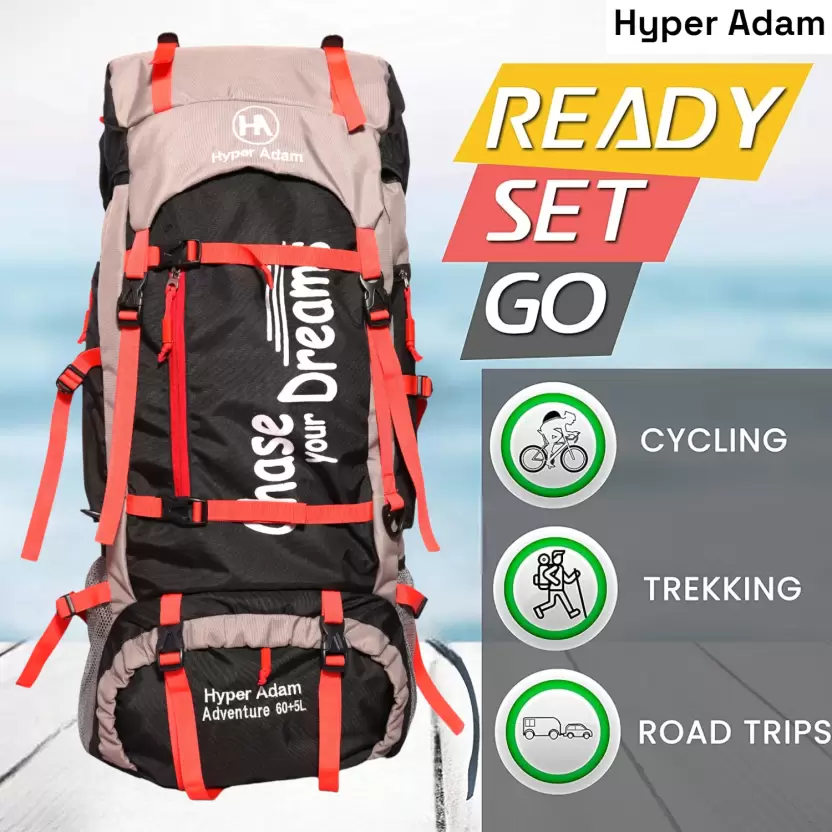 Hyper Adam
READY
SET
GO
HA
Hyper Adam
Chase
your Dreams
CYCLING
TREKKING
ROAD TRIPS
Hyper Adam
Adventure 60+5L